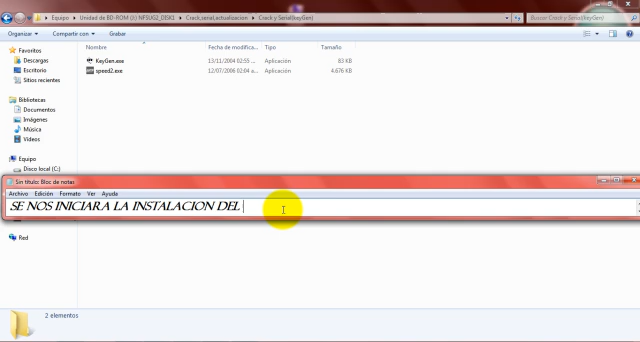 Equipo ▸ Unidad de BD-ROM (I:) NFSUG2_DISK1 ▸ Crack,serial,actualizacion ▸ Crack y Serial(keyGen)
Buscar Crack y Serial(keyGen)
Organizar
Compartir con
Grabar
Nombre
Fecha de modifica...
Tipo
Tamaño
Favoritos
Descargas
Escritorio
Sitios recientes
KeyGen.exe
13/11/2004 02:55 ...
Aplicación
83 KB
speed2.exe
12/07/2006 02:04 a...
Aplicación
4.676 KB
Bibliotecas
Documentos
Imágenes
Música
Vídeos
Equipo
Disco local (C:)
Sin título: Bloc de notas
Archivo Edición Formato Ver Ayuda
SE NOS INICIARA LA INSTALACION DEL
Red
2 elementos